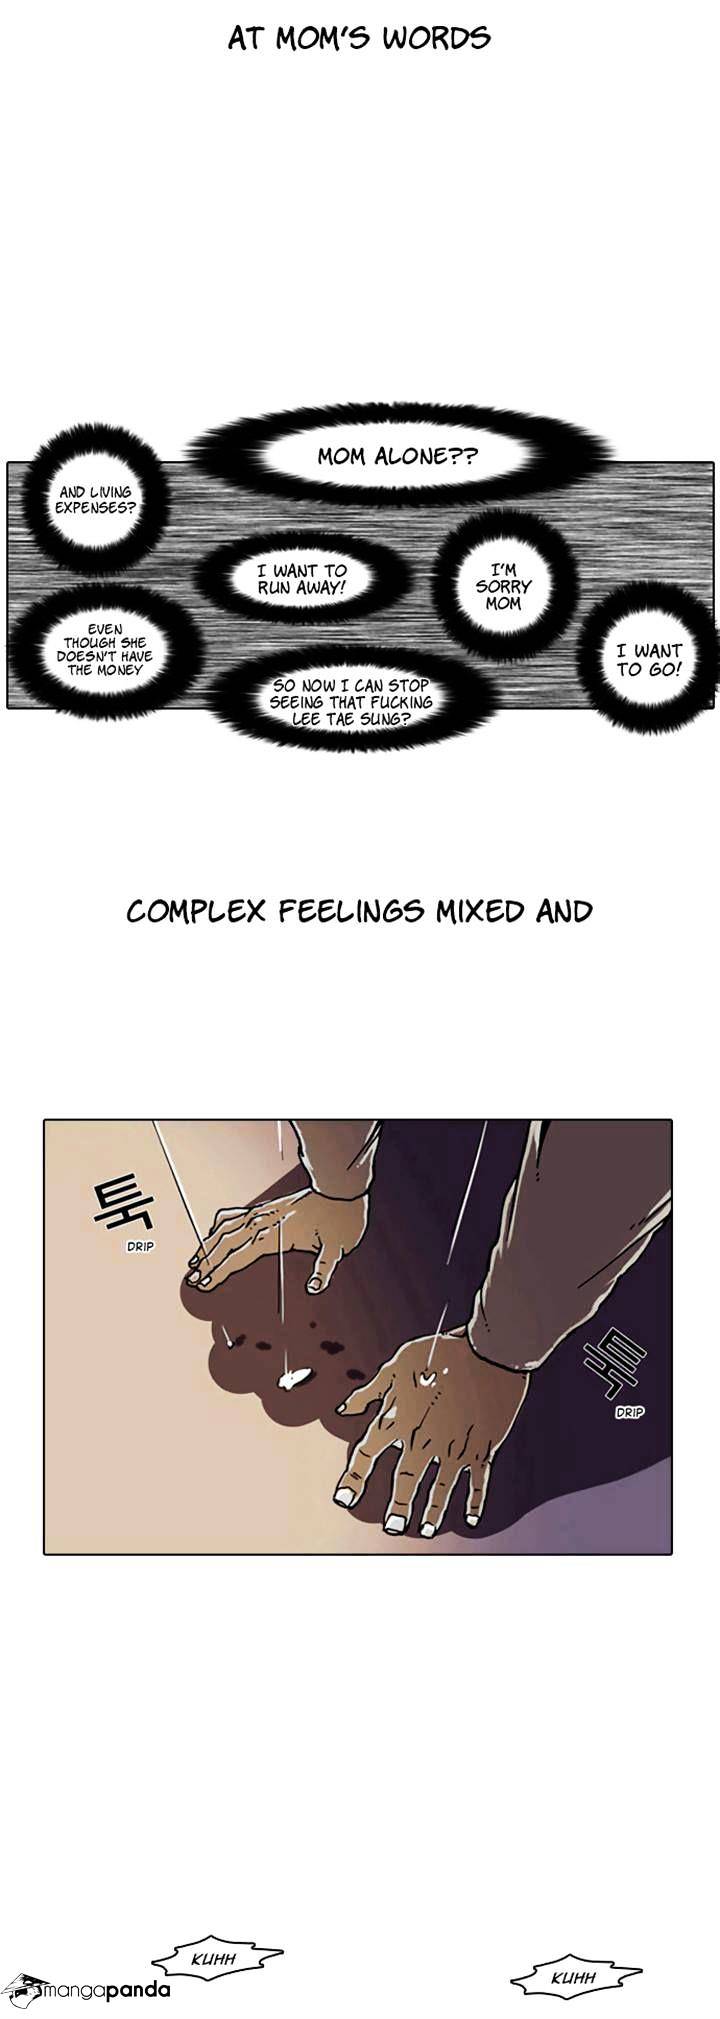 AT MOM'S WORDS
MOM ALONE??
AND LIVING
EXPENSES?
I WANT TO
RUN AWAY!
I'M
SORRY
MOM
EVEN
THOUGH SHE
DOESN'T HAVE
THE MONEY
I WANT
TO GO!
SO NOW I CAN STOP
SEEING THAT FUCKING
LEE TAE SUNG?
COMPLEX FEELINGS MIXED AND
툭
DRIP
툭
DRIP
KUHH
KUHH
mangapanda